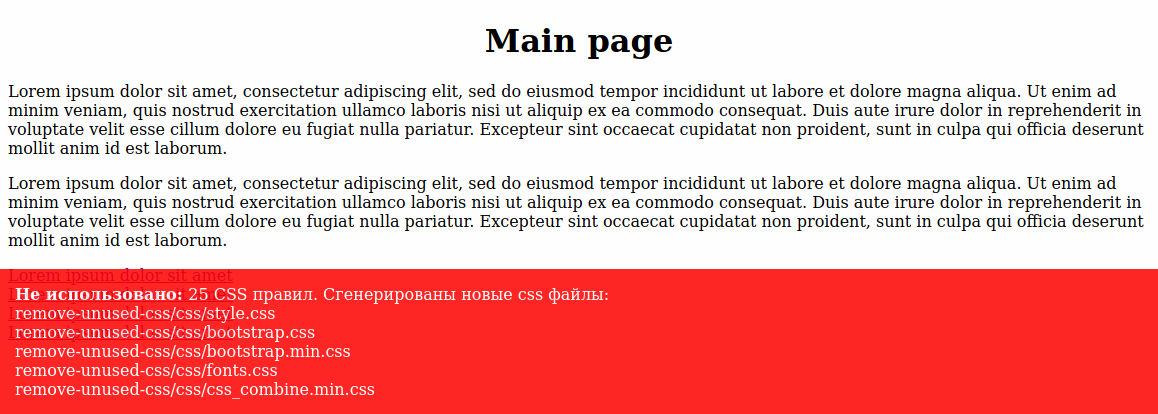 Main page
Lorem ipsum dolor sit amet, consectetur adipiscing elit, sed do eiusmod tempor incididunt ut labore et dolore magna aliqua. Ut enim ad
minim veniam, quis nostrud exercitation ullamco laboris nisi ut aliquip ex ea commodo consequat. Duis aute irure dolor in reprehenderit in
voluptate velit esse cillum dolore eu fugiat nulla pariatur. Excepteur sint occaecat cupidatat non proident, sunt in culpa qui officia deserunt
mollit anim id est laborum.
Lorem ipsum dolor sit amet, consectetur adipiscing elit, sed do eiusmod tempor incididunt ut labore et dolore magna aliqua. Ut enim ad
minim veniam, quis nostrud exercitation ullamco laboris nisi ut aliquip ex ea commodo consequat. Duis aute irure dolor in reprehenderit in
voluptate velit esse cillum dolore eu fugiat nulla pariatur. Excepteur sint occaecat cupidatat non proident, sunt in culpa qui officia deserunt
mollit anim id est laborum.
Lorem ipsum dolor sit amet
Не использовано: 25 CSS правил. Сгенерированы новые css файлы:
remove-unused-css/css/style.css
remove-unused-css/css/bootstrap.css
remove-unused-css/css/bootstrap.min.css
remove-unused-css/css/fonts.css
remove-unused-css/css/css_combine.min.css